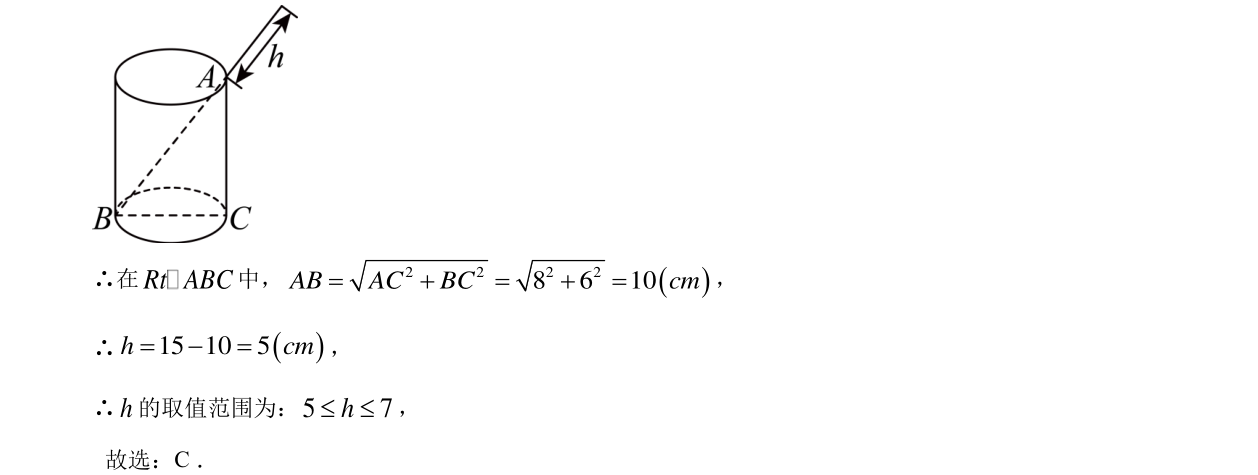 h
A
B C
∴在Rt□ABC中，AB=√(AC²+BC²)=√(8²+6²)=10(cm)，
∴h=15−10=5(cm)，
∴h的取值范围为：5≤h≤7，
故选：C．